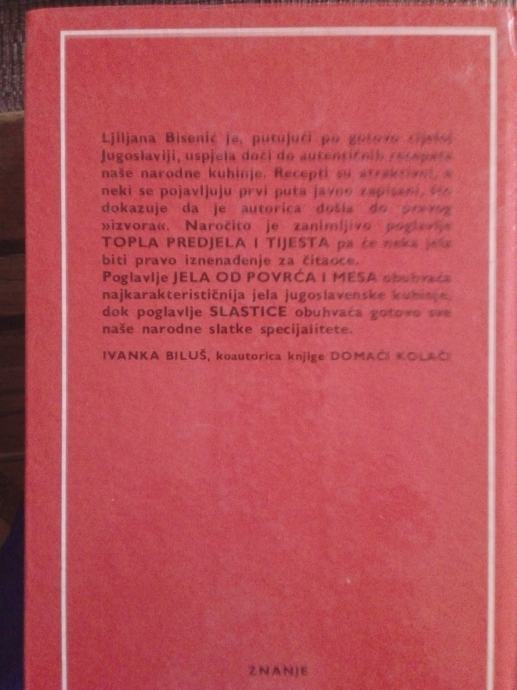 Ljiljana Bisenić je, putujući po gotovo cijeloj
Jugoslaviji, uspjela doći do autentičnih recepata
naše narodne kuhinje. Recepti su atraktivni, a
neki se pojavljuju prvi puta javno zapisani, što
dokazuje da je autorica došla do pravog
»izvora«. Naročito je zanimljivo poglavlje
TOPLA PREDJELA I TIJESTA pa će neka jela
biti pravo iznenađenje za čitaoce.
Poglavlje JELA OD POVRĆA I MESA obuhvaća
najkarakterističnija jela jugoslavenske kuhinje,
dok poglavlje SLASTICE obuhvaća gotovo sve
naše narodne slatke specijalitete.
IVANKA BILUŠ, koautorica knjige DOMAĆI KOLAČI
ZNANJE